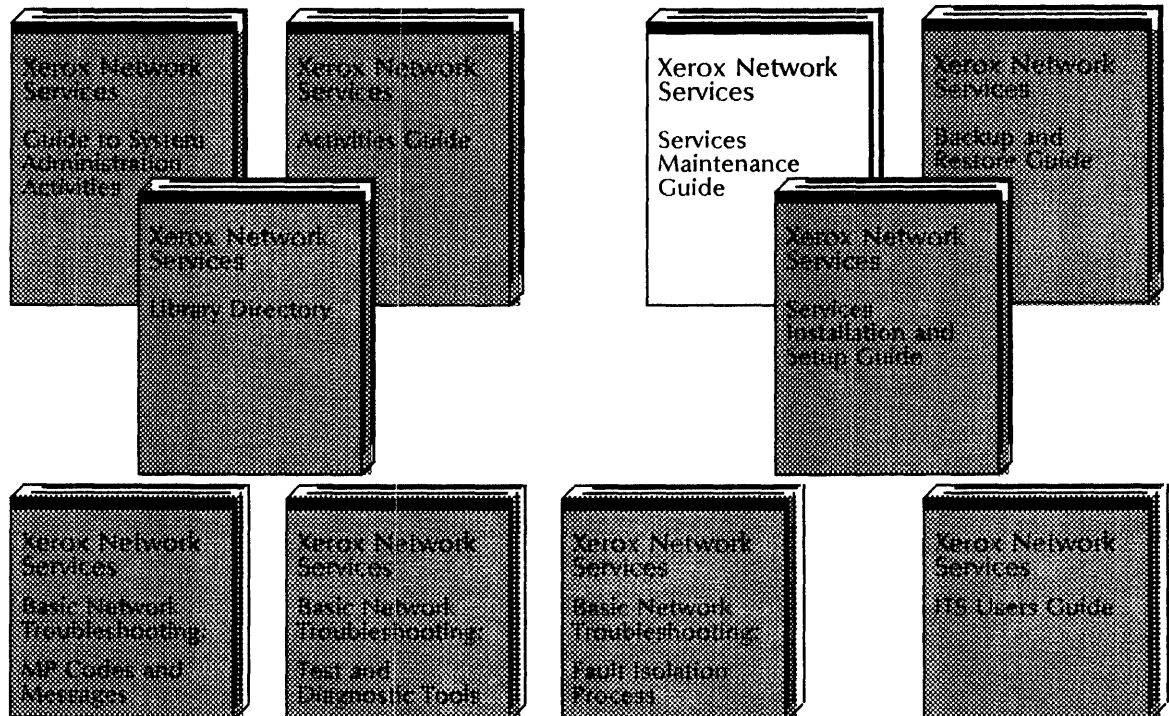 Xerox Network
Services
Guide to System
Administration
Activities
Xerox Network
Services
Activities Guide
Xerox Network
Services
Library Directory
Xerox Network
Services
Services
Maintenance
Guide
Xerox Network
Services
Backup and
Restore Guide
Xerox Network
Services
Services
Installation and
Setup Guide
Xerox Network
Services
Basic Network
Troubleshooting:
MP Codes and
Messages
Xerox Network
Services
Basic Network
Troubleshooting:
Test and
Diagnostic Tools
Xerox Network
Services
Basic Network
Troubleshooting:
Fault Isolation
Process
Xerox Network
Services
ITS Users Guide